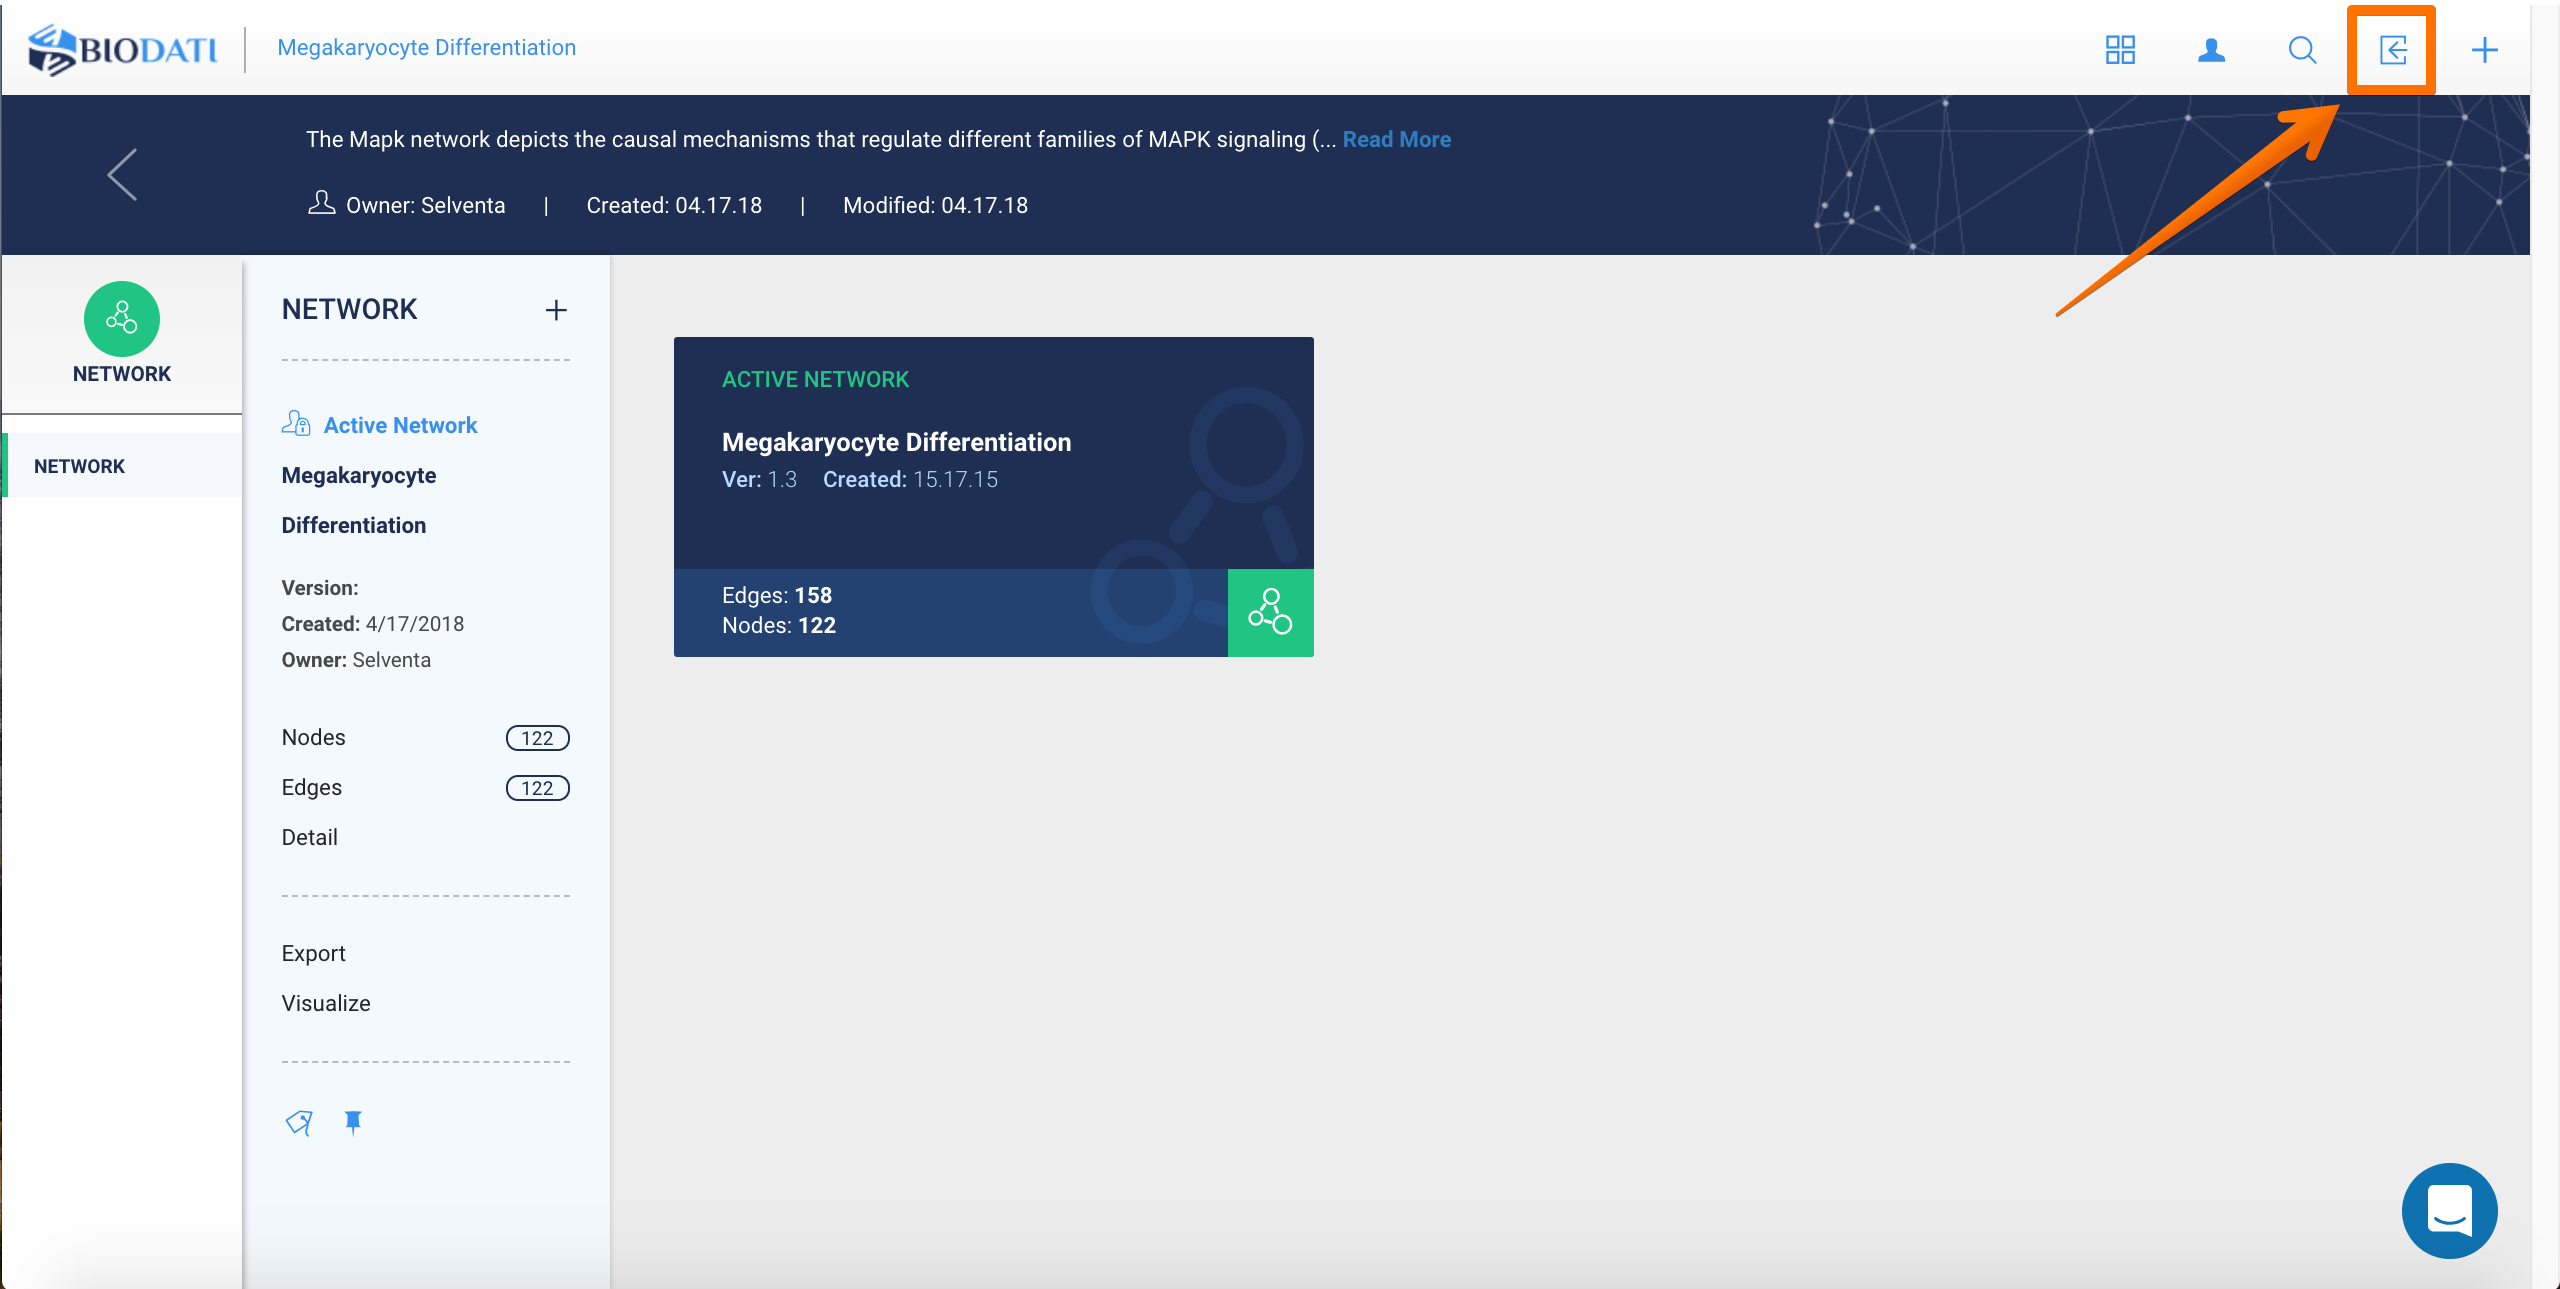 BIODATI
Megakaryocyte Differentiation
The Mapk network depicts the causal mechanisms that regulate different families of MAPK signaling (... Read More
Owner: Selventa | Created: 04.17.18 | Modified: 04.17.18
NETWORK
NETWORK
NETWORK
Active Network
Megakaryocyte
Differentiation
Version:
Created: 4/17/2018
Owner: Selventa
Nodes 122
Edges 122
Detail
Export
Visualize
ACTIVE NETWORK
Megakaryocyte Differentiation
Ver: 1.3 Created: 15.17.15
Edges: 158
Nodes: 122